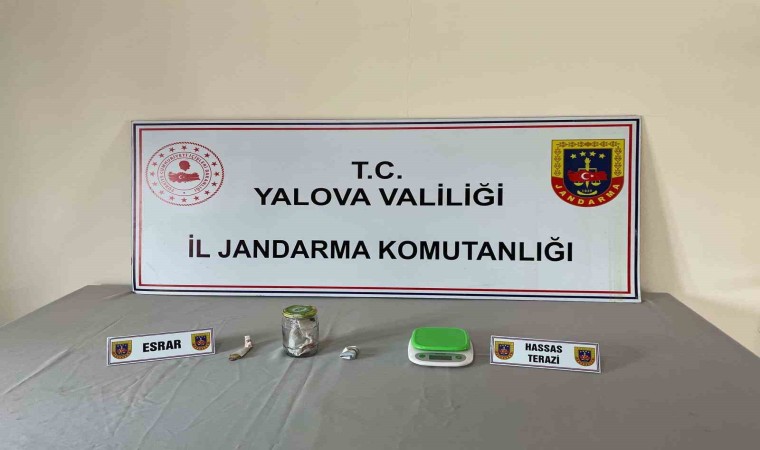 T.C.
YALOVA VALİLİĞİ
İL JANDARMA KOMUTANLIĞI
JANDARMA
ESRAR
HASSAS
TERAZİ